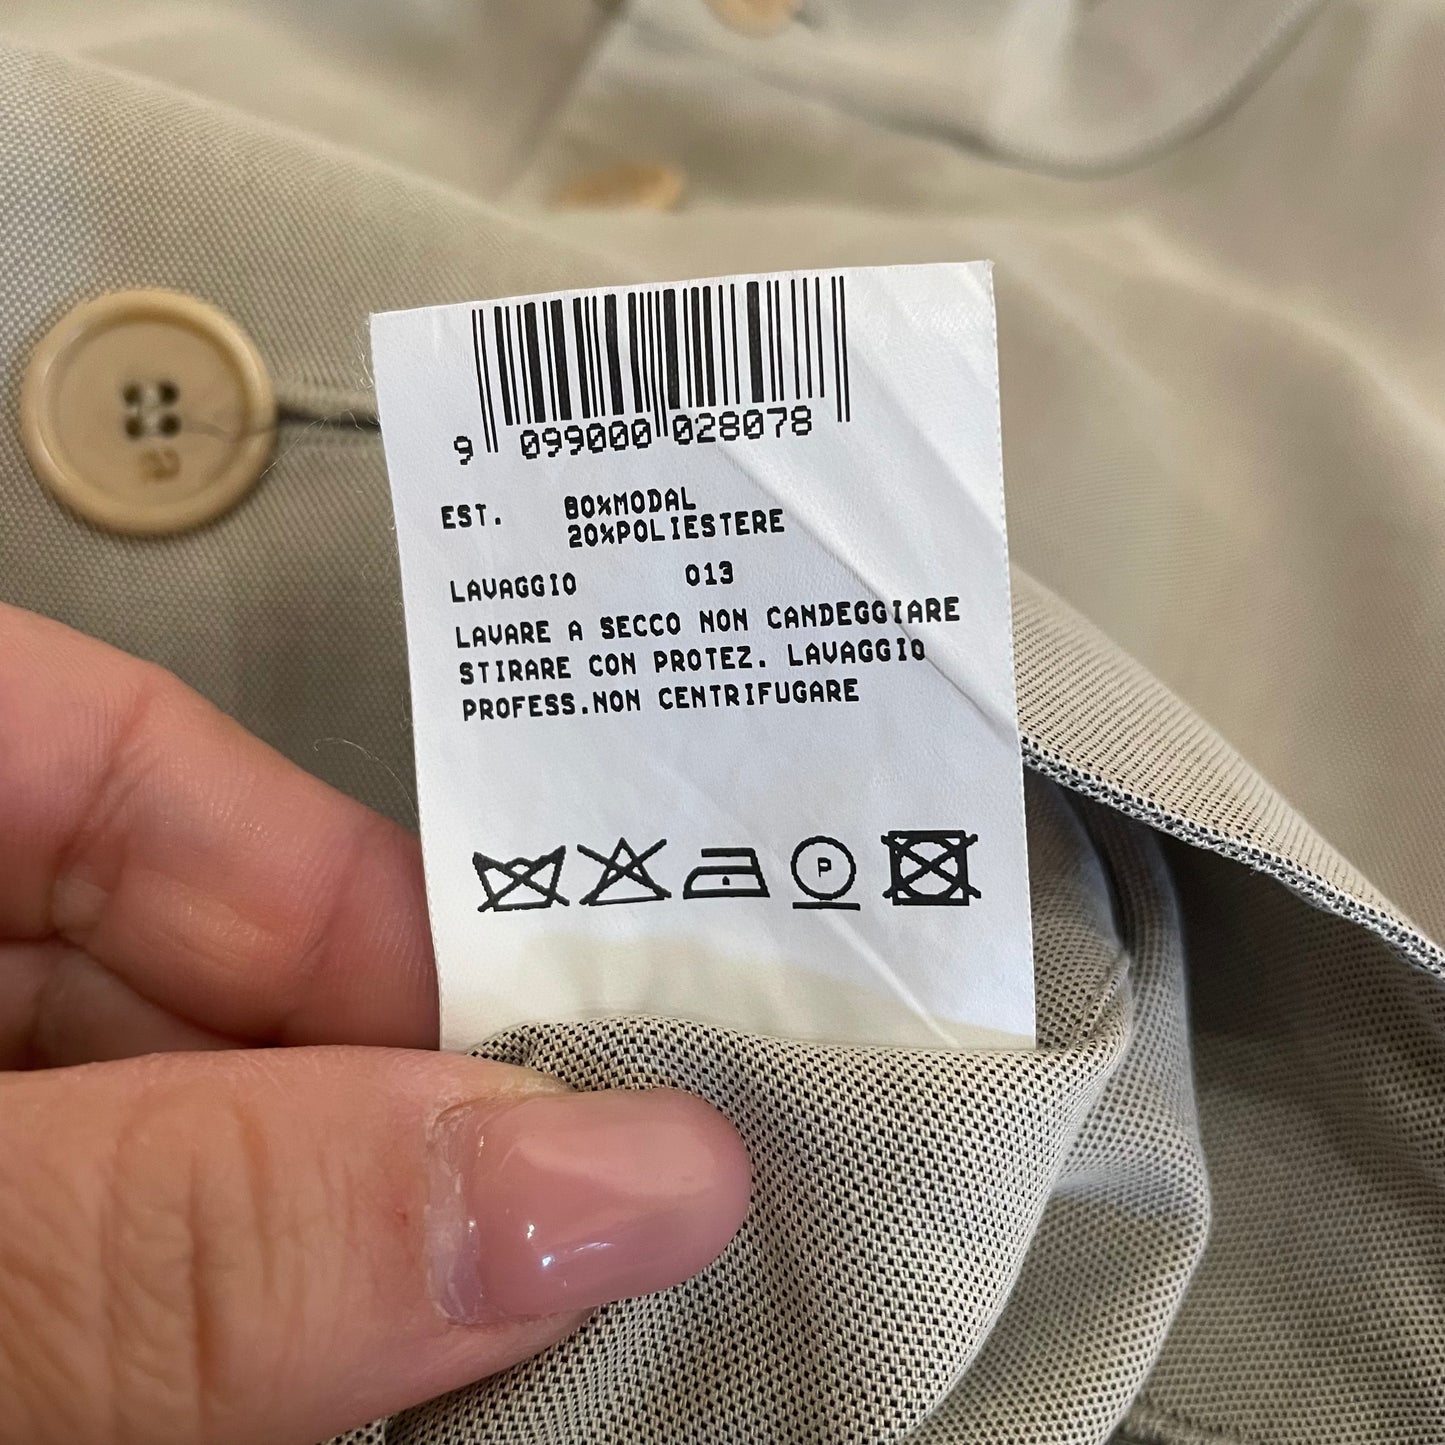 9 099000 028078
EST. 80%MODAL
20%POLIESTERE
LAVAGGIO 013
LAVARE A SECCO NON CANDEGGIARE
STIRARE CON PROTEZ. LAVAGGIO
PROFESS.NON CENTRIFUGARE
P